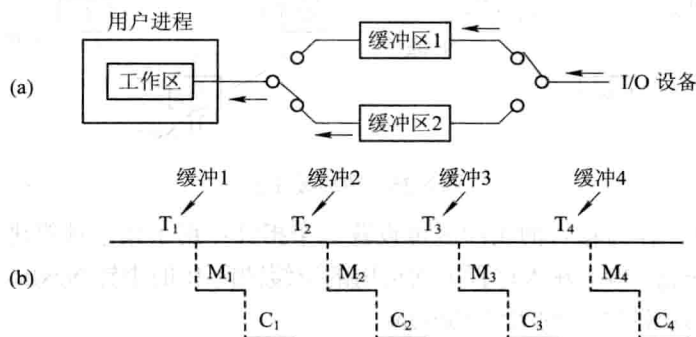 用户进程
工作区
缓冲区1
缓冲区2
I/O 设备
(a)
缓冲1 缓冲2 缓冲3 缓冲4
T₁ T₂ T₃ T₄
(b)
M₁ M₂ M₃ M₄
C₁ C₂ C₃ C₄